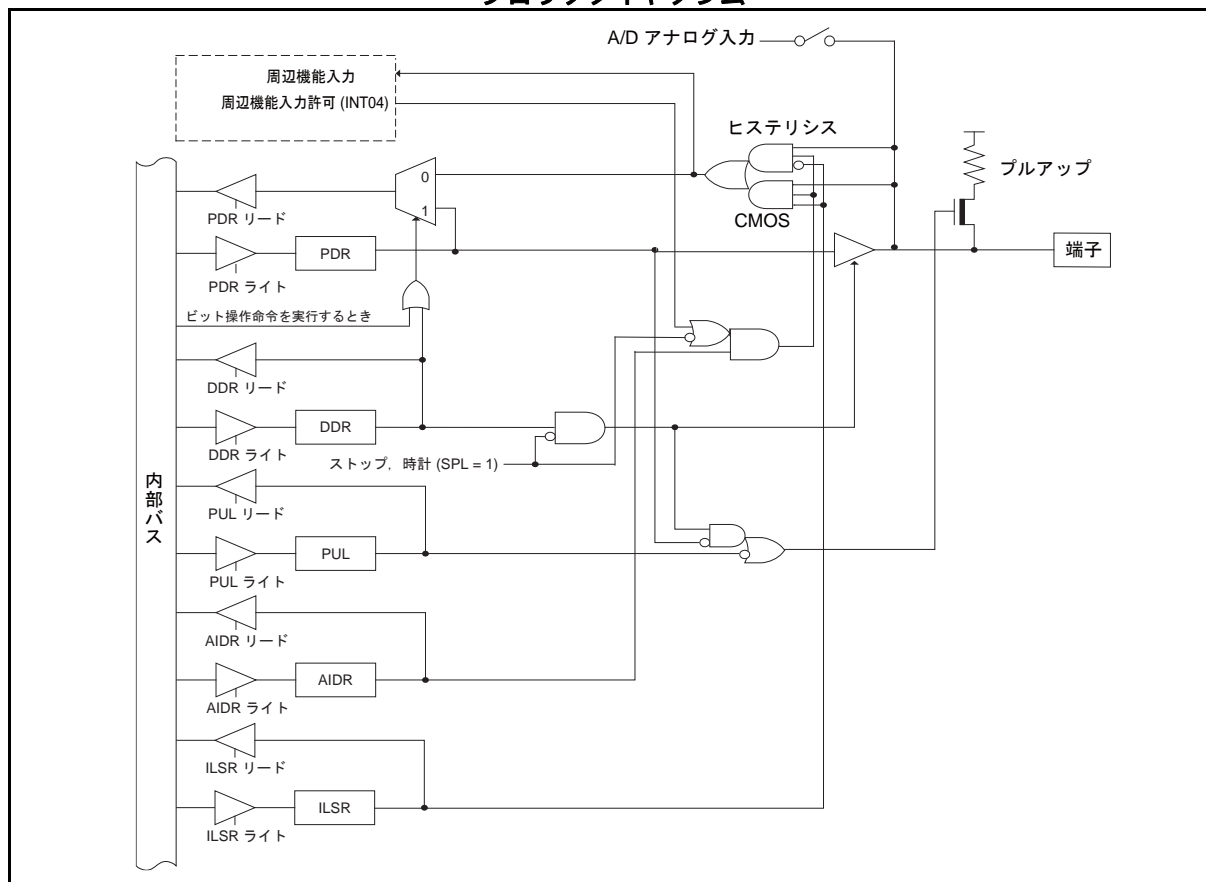 ブロックダイヤグラム
A/D アナログ入力
周辺機能入力
周辺機能入力許可 (INT04)
ヒステリシス
プルアップ
0
1
CMOS
PDR リード
PDR
端子
PDR ライト
ビット操作命令を実行するとき
DDR リード
DDR
DDR ライト
ストップ, 時計 (SPL = 1)
内部バス
PUL リード
PUL
PUL ライト
AIDR リード
AIDR
AIDR ライト
ILSR リード
ILSR
ILSR ライト